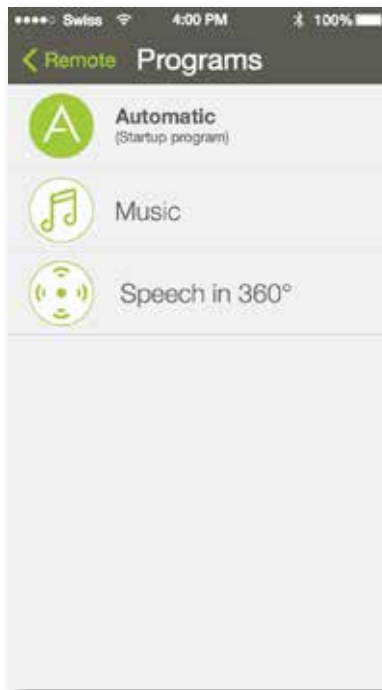 Swiss 4:00 PM 100%
Remote Programs
A Automatic
(Startup program)
Music
Speech in 360°